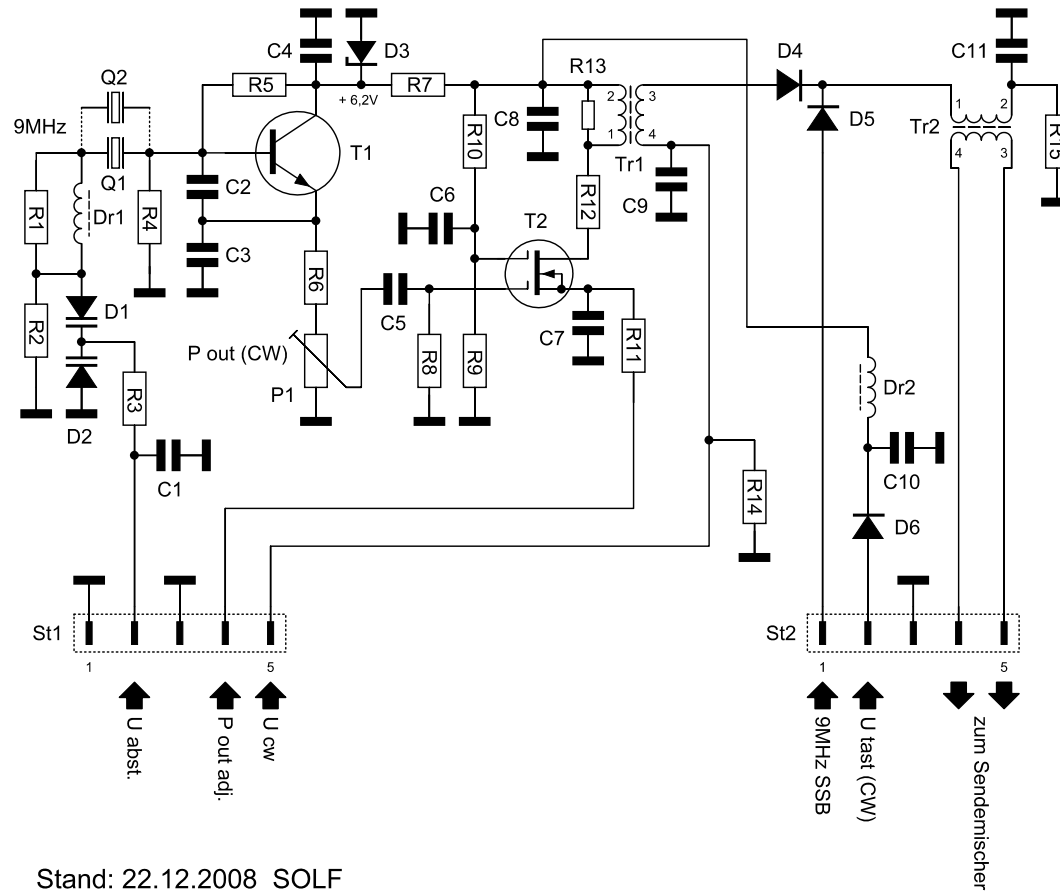 C4
D3
R13
D4
C11
Q2
R5
+ 6,2V
R7
2
3
1
2
C8
D5
Tr2
9MHz
T1
R10
1
4
4
3
R15
Q1
Tr1
R1
Dr1
R4
C2
C6
R12
C9
T2
C3
R6
D1
R2
C5
C7
R11
P out (CW)
R8
R9
P1
Dr2
R3
D2
C1
C10
R14
D6
St1
St2
1
5
1
5
U abst.
P out adj.
U cw
9MHz SSB
U tast (CW)
zum Sendemischer
Stand: 22.12.2008 SOLF